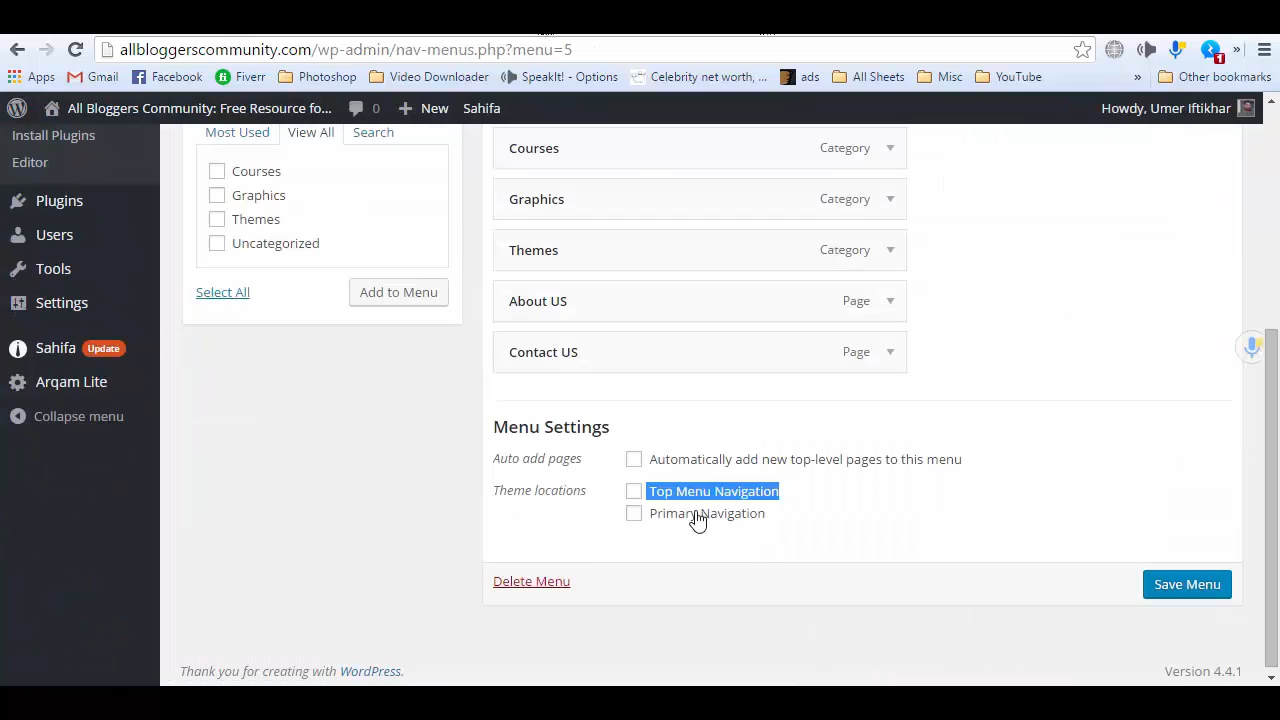 allbloggerscommunity.com/wp-admin/nav-menus.php?menu=5
Apps Gmail Facebook Fiverr Photoshop Video Downloader SpeakIt! - Options Celebrity net worth, ... ads All Sheets Misc YouTube » Other bookmarks
All Bloggers Community: Free Resource fo... 0 + New Sahifa Howdy, Umer Iftikhar
Install Plugins
Editor
Plugins
Users
Tools
Settings
Sahifa Update
Arqam Lite
Collapse menu
Most Used View All Search
Courses
Graphics
Themes
Uncategorized
Select All Add to Menu
Courses Category
Graphics Category
Themes Category
About US Page
Contact US Page
Menu Settings
Auto add pages Automatically add new top-level pages to this menu
Theme locations Top Menu Navigation
Primary Navigation
Delete Menu Save Menu
Thank you for creating with WordPress. Version 4.4.1